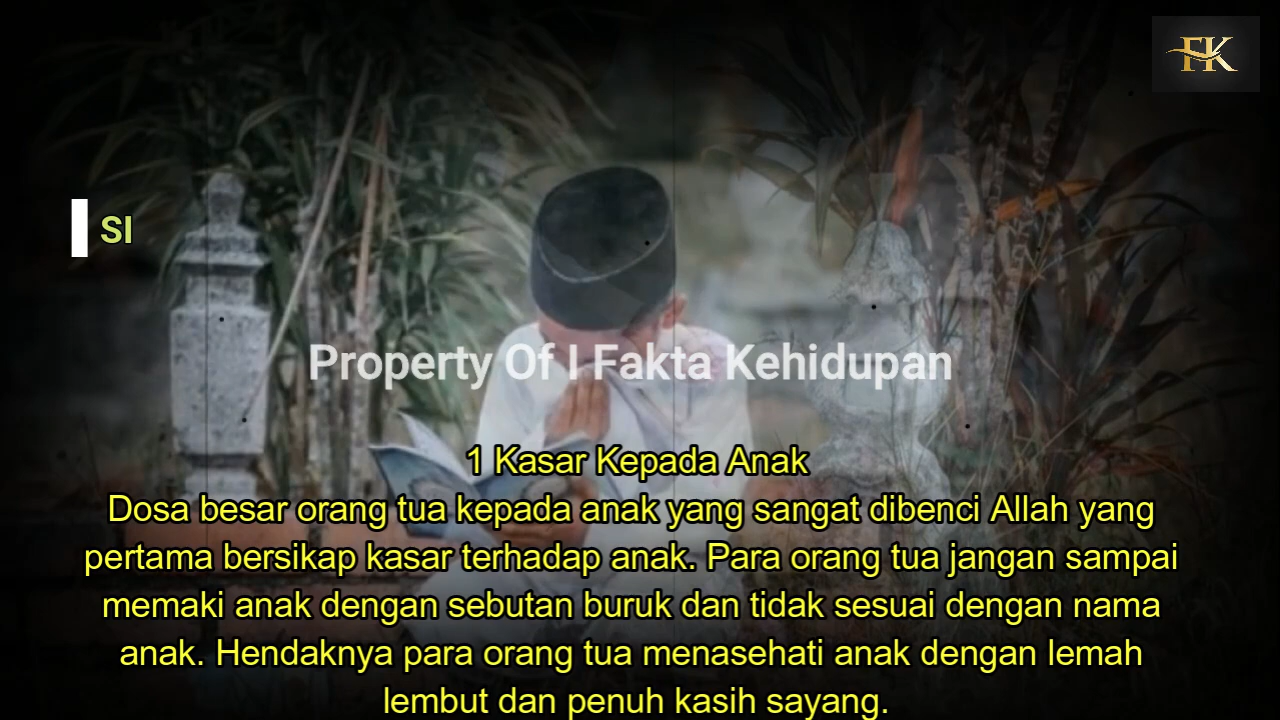 FK
SI
Property Of I Fakta Kehidupan
1 Kasar Kepada Anak
Dosa besar orang tua kepada anak yang sangat dibenci Allah yang
pertama bersikap kasar terhadap anak. Para orang tua jangan sampai
memaki anak dengan sebutan buruk dan tidak sesuai dengan nama
anak. Hendaknya para orang tua menasehati anak dengan lemah
lembut dan penuh kasih sayang.